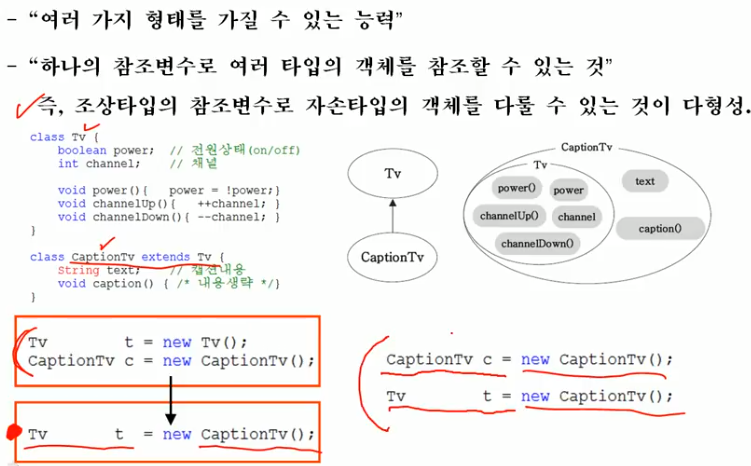 - “여러 가지 형태를 가질 수 있는 능력”
- “하나의 참조변수로 여러 타입의 객체를 참조할 수 있는 것”
즉, 조상타입의 참조변수로 자손타입의 객체를 다룰 수 있는 것이 다형성.
class Tv {
boolean power; // 전원상태(on/off)
int channel; // 채널
void power(){ power = !power;}
void channelUp(){ ++channel; }
void channelDown(){ --channel; }
}
class CaptionTv extends Tv {
String text; // 캡션내용
void caption() { /* 내용생략 */}
}
Tv
CaptionTv
CaptionTv
Tv
power()
power
channelUp()
channel
channelDown()
text
caption()
Tv t = new Tv();
CaptionTv c = new CaptionTv();
Tv t = new CaptionTv();
CaptionTv c = new CaptionTv();
Tv t = new CaptionTv();